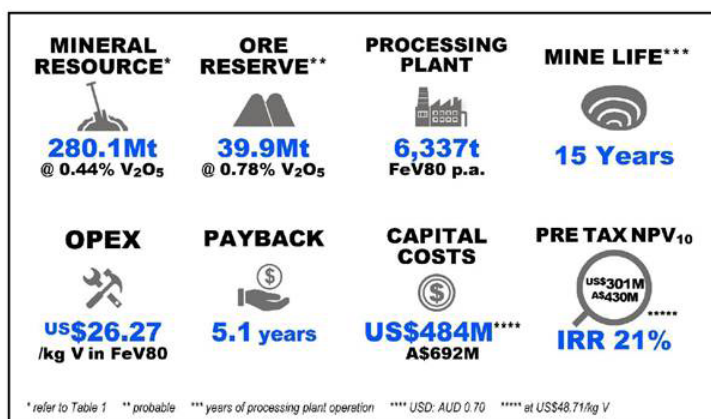 MINERAL RESOURCE*
280.1Mt
@ 0.44% V₂O₅
ORE RESERVE**
39.9Mt
@ 0.78% V₂O₅
PROCESSING PLANT
6,337t
FeV80 p.a.
MINE LIFE***
15 Years
OPEX
US$26.27
/kg V in FeV80
PAYBACK
$
5.1 years
CAPITAL COSTS
$
US$484M****
A$692M
PRE TAX NPV₁₀
US$301M
A$430M
*****
IRR 21%
* refer to Table 1 ** probable *** years of processing plant operation **** USD: AUD 0.70 ***** at US$48.71/kg V